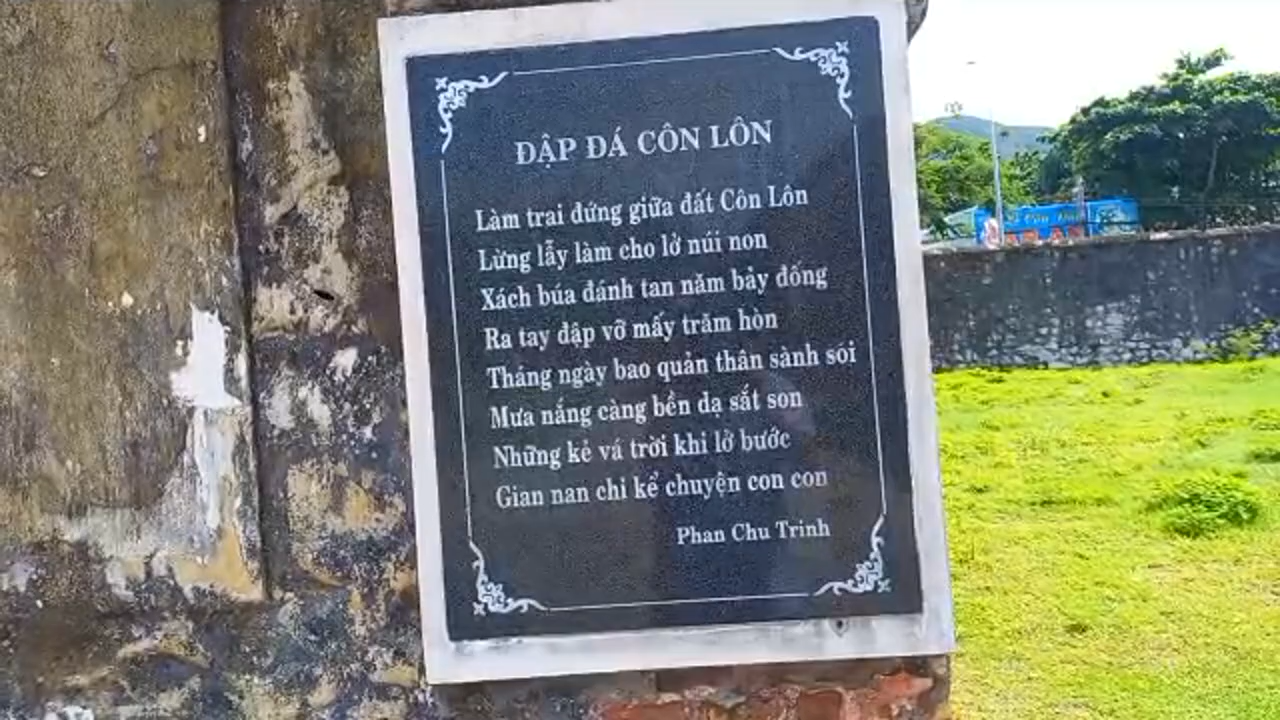 ĐẬP ĐÁ CÔN LÔN
Làm trai đứng giữa đất Côn Lôn
Lừng lẫy làm cho lở núi non
Xách búa đánh tan năm bảy đống
Ra tay đập vỡ mấy trăm hòn
Tháng ngày bao quản thân sành sỏi
Mưa nắng càng bền dạ sắt son
Những kẻ vá trời khi lở bước
Gian nan chi kể chuyện con con
Phan Chu Trinh